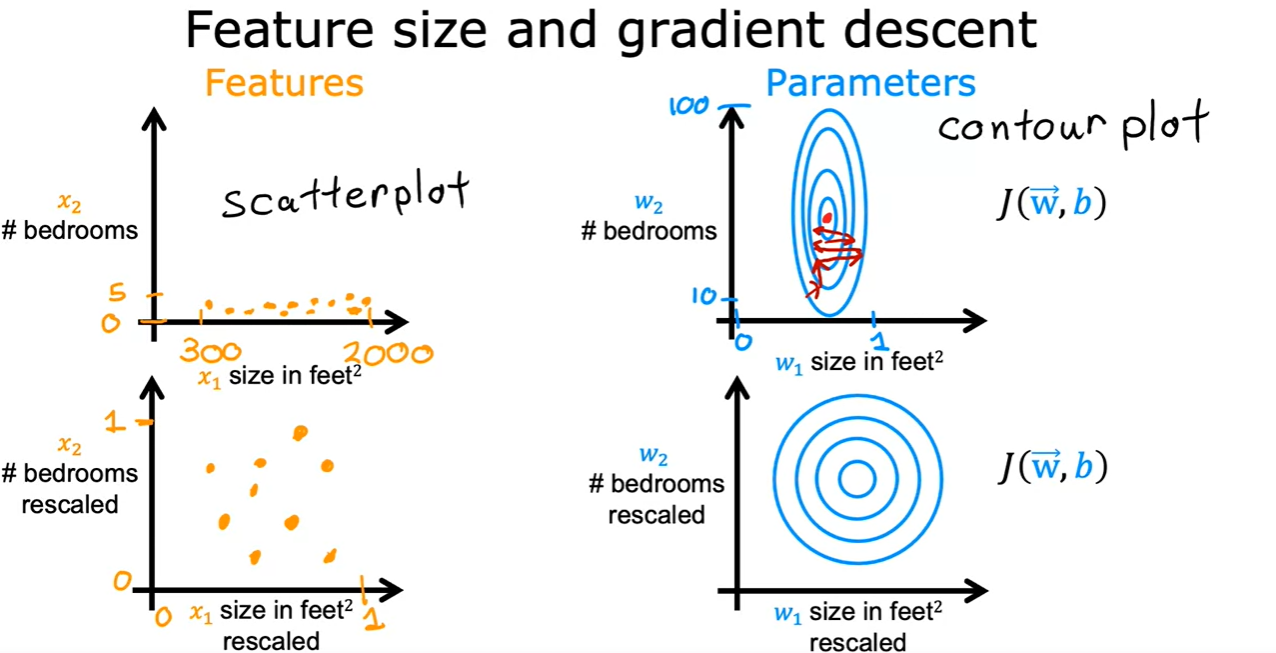 Feature size and gradient descent
Features
Parameters
scatterplot
x₂
# bedrooms
5
0
300
2000
x₁ size in feet²
100
contour plot
w₂
# bedrooms
J(w⃗, b)
10
0
1
w₁ size in feet²
1
x₂
# bedrooms
rescaled
0
0
x₁ size in feet²
1
rescaled
w₂
# bedrooms
rescaled
J(w⃗, b)
w₁ size in feet²
rescaled